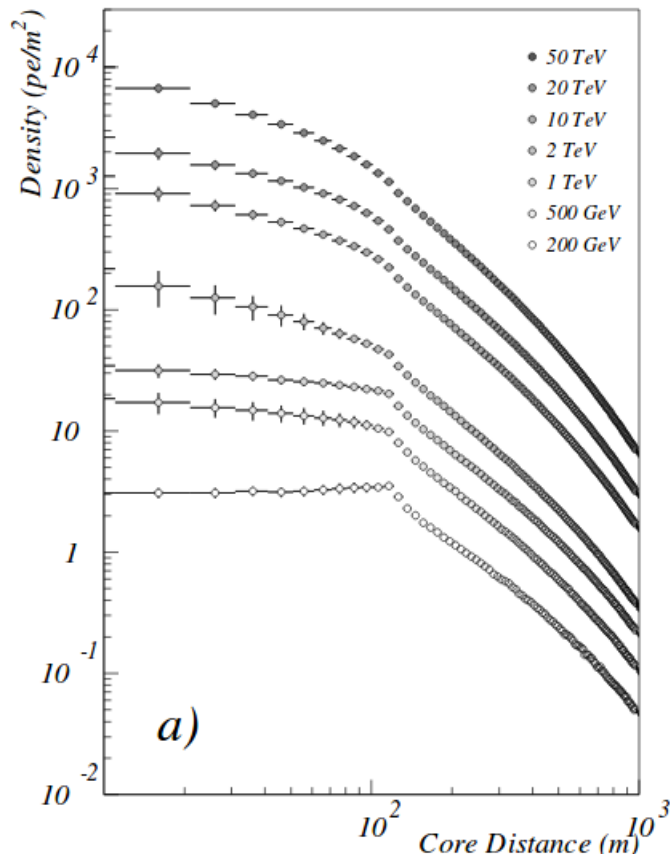 Density (pe/m²)
10⁴
10³
10²
10
1
10⁻¹
10⁻²
50 TeV
20 TeV
10 TeV
2 TeV
1 TeV
500 GeV
200 GeV
a)
10²
10³
Core Distance (m)